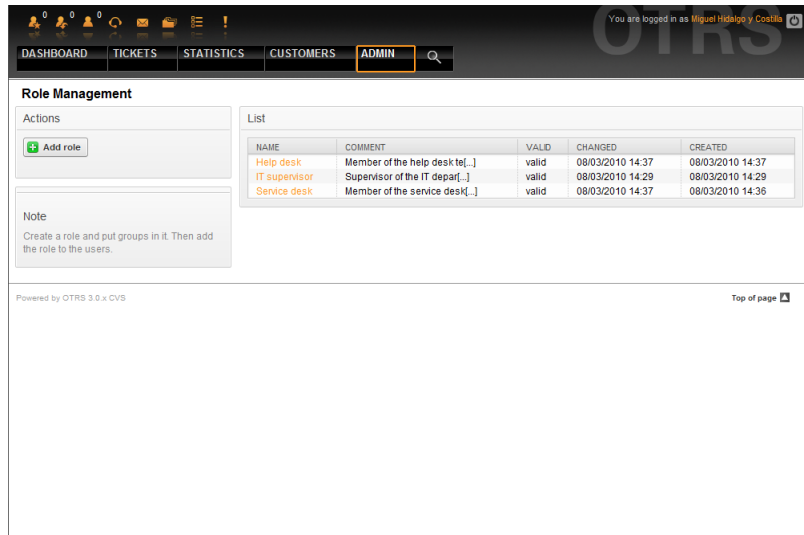 0 0 0
You are logged in as Miguel Hidalgo y Costilla
OTRS
DASHBOARD TICKETS STATISTICS CUSTOMERS ADMIN
Role Management
Actions
Add role
Note
Create a role and put groups in it. Then add
the role to the users.
List
NAME COMMENT VALID CHANGED CREATED
Help desk Member of the help desk te[...] valid 08/03/2010 14:37 08/03/2010 14:37
IT supervisor Supervisor of the IT depar[...] valid 08/03/2010 14:29 08/03/2010 14:29
Service desk Member of the service desk[...] valid 08/03/2010 14:37 08/03/2010 14:36
Powered by OTRS 3.0.x CVS
Top of page